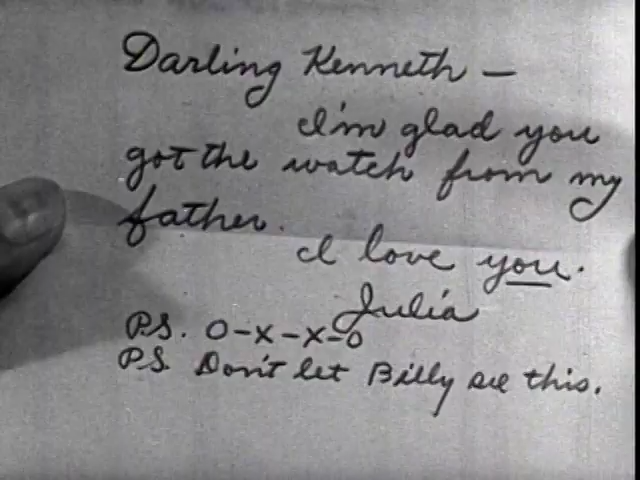 Darling Kenneth —
I'm glad you
got the watch from my
father.
I love you.
Julia
P.S. O-X-X-O
P.S. Don't let Billy see this.